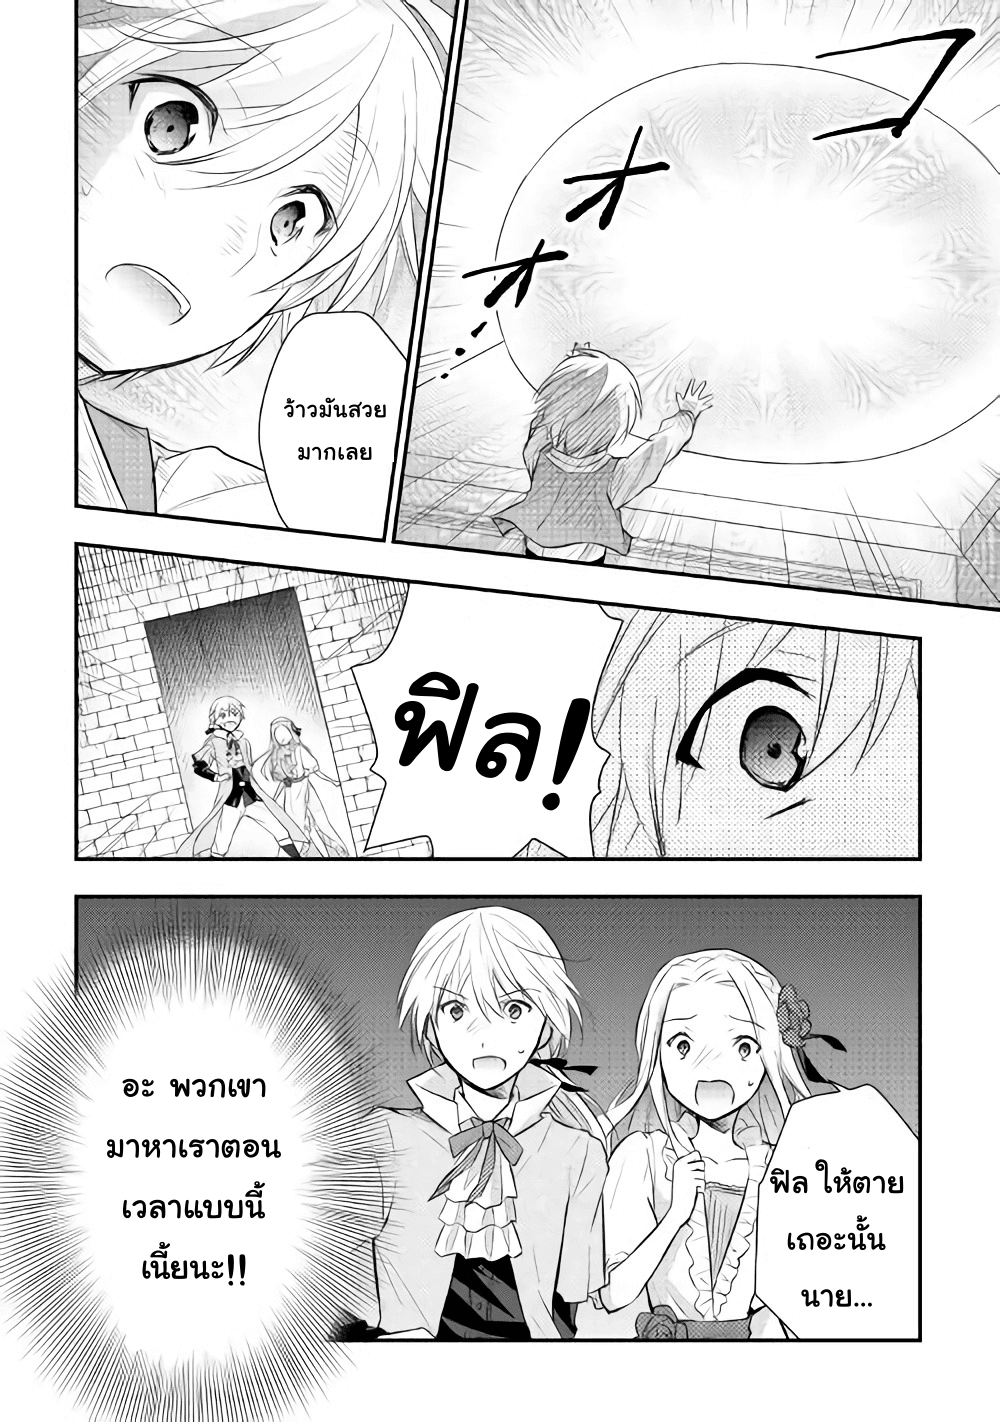 ว้าวมันสวย
มากเลย
ฟิล!
ฟิล ให้ตาย
เถอะนั้น
นาย...
อะ พวกเขา
มาหาเราตอน
เวลาแบบนี้
เนี้ยนะ!!